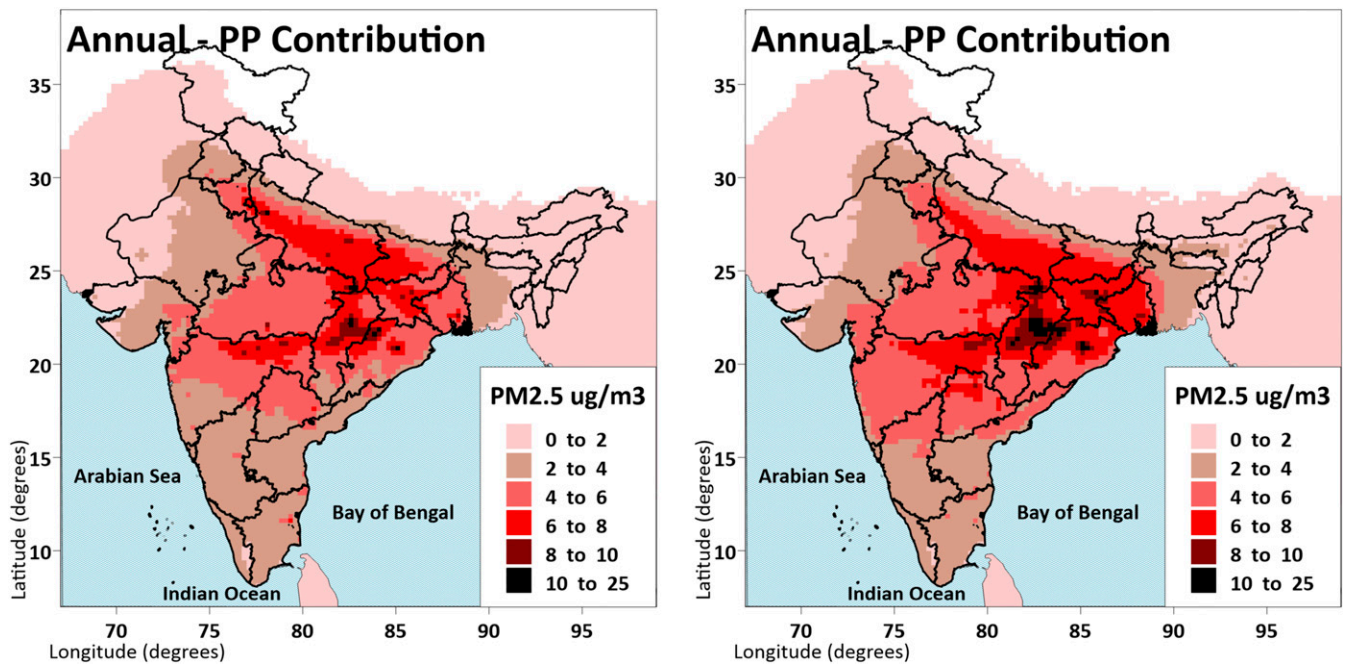 Annual - PP Contribution
35
30
25
20
15
10
Latitude (degrees)
Arabian Sea
Bay of Bengal
Indian Ocean
PM2.5 ug/m3
0 to 2
2 to 4
4 to 6
6 to 8
8 to 10
10 to 25
70 75 80 85 90 95
Longitude (degrees)
Annual - PP Contribution
35
30
25
20
15
10
Latitude (degrees)
Arabian Sea
Bay of Bengal
Indian Ocean
PM2.5 ug/m3
0 to 2
2 to 4
4 to 6
6 to 8
8 to 10
10 to 25
70 75 80 85 90 95
Longitude (degrees)